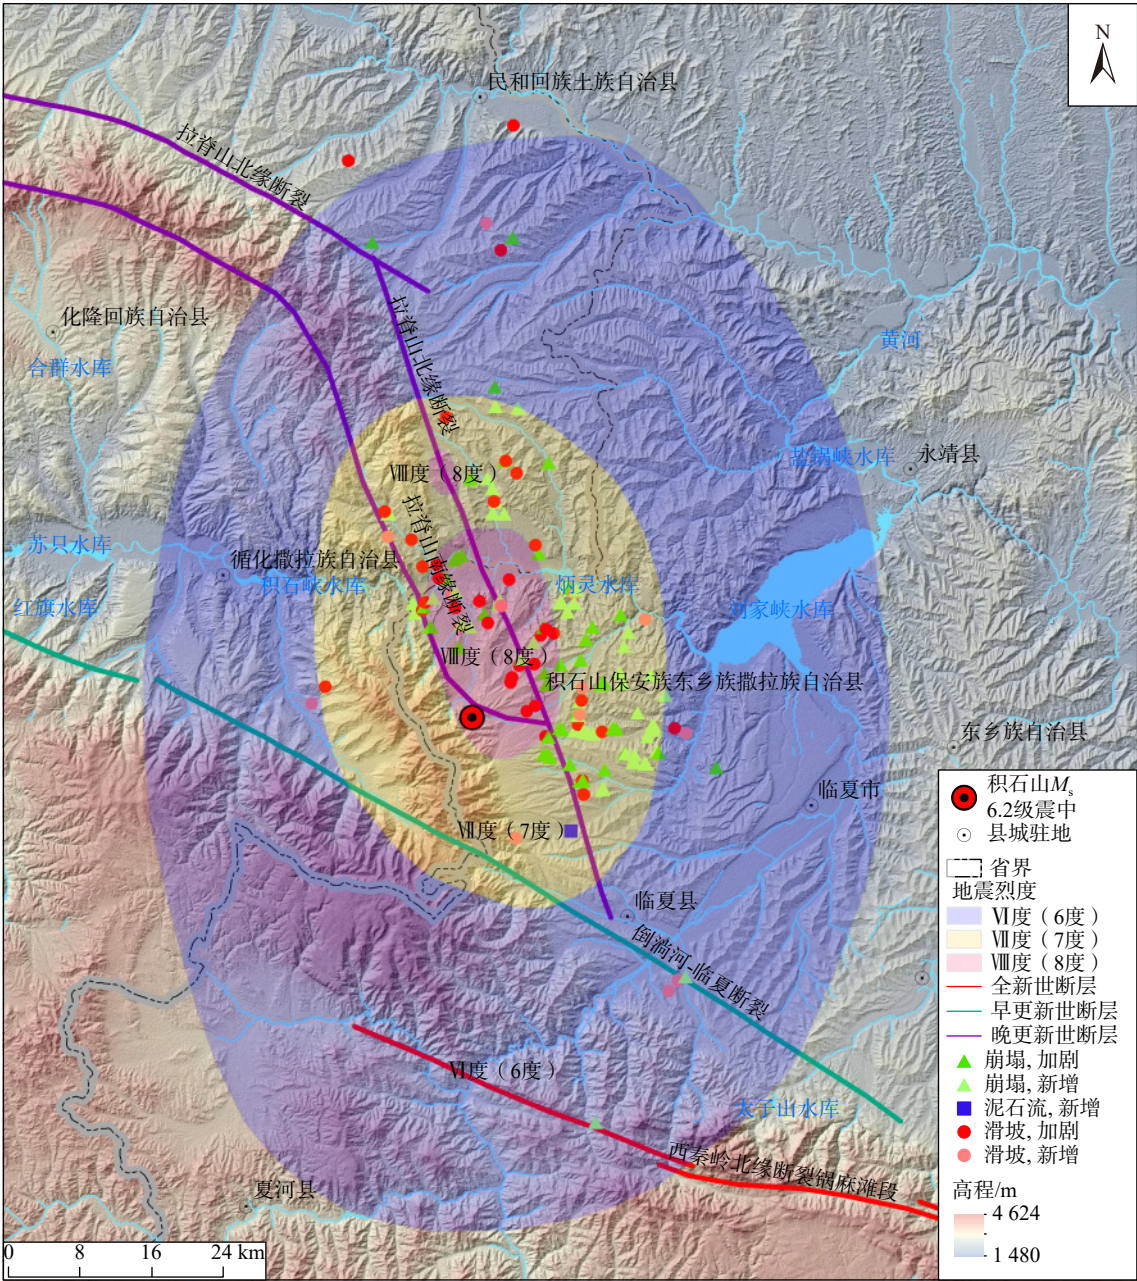 N
民和回族土族自治县
拉脊山北缘断裂
化隆回族自治县
合群水库
拉脊山北缘断裂
黄河
Ⅷ度（8度）
盐锅峡水库
永靖县
拉脊山南缘断裂
苏只水库
循化撒拉族自治县
积石峡水库
炳灵水库
红旗水库
刘家峡水库
Ⅷ度（8度）
积石山保安族东乡族撒拉族自治县
东乡族自治县
临夏市
Ⅶ度（7度）
临夏县
倒淌河-临夏断裂
Ⅵ度（6度）
太子山水库
西秦岭北缘断裂锅麻滩段
夏河县
0 8 16 24 km
积石山Ms
6.2级震中
县城驻地
省界
地震烈度
Ⅵ度（6度）
Ⅶ度（7度）
Ⅷ度（8度）
全新世断层
早更新世断层
晚更新世断层
崩塌, 加剧
崩塌, 新增
泥石流, 新增
滑坡, 加剧
滑坡, 新增
高程/m
4 624
1 480